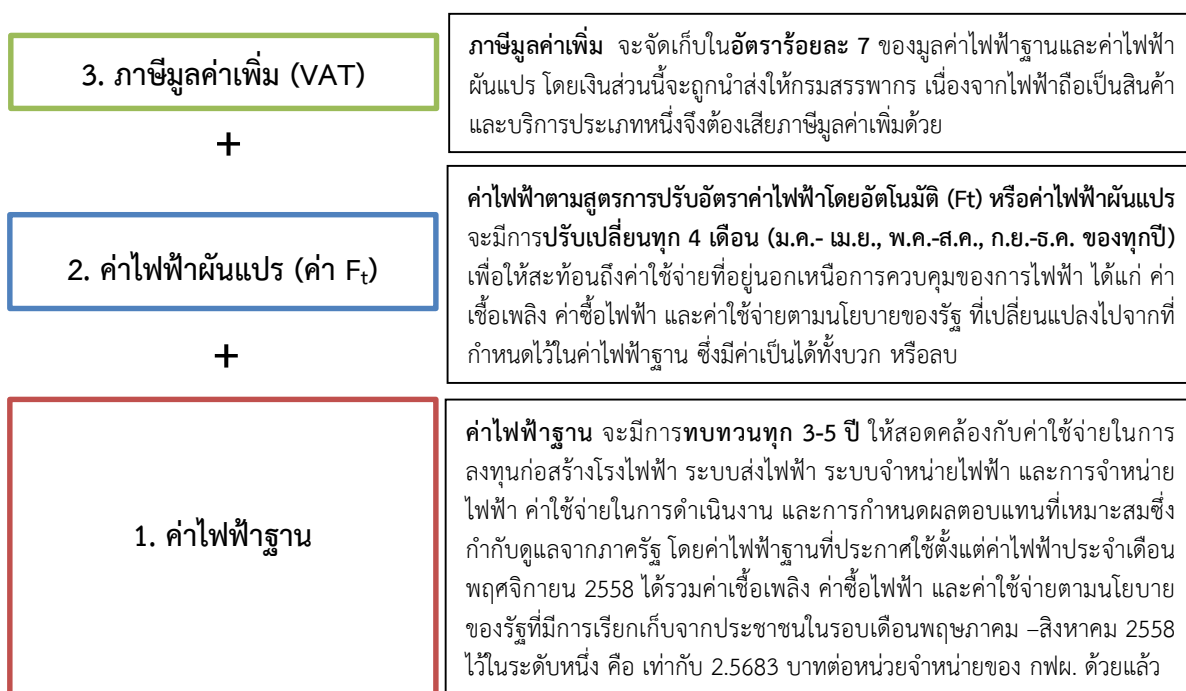 3. ภาษีมูลค่าเพิ่ม (VAT)
ภาษีมูลค่าเพิ่ม จะจัดเก็บในอัตราร้อยละ 7 ของมูลค่าไฟฟ้าฐานและค่าไฟฟ้า
ผันแปร โดยเงินส่วนนี้จะถูกนำส่งให้กรมสรรพากร เนื่องจากไฟฟ้าถือเป็นสินค้า
และบริการประเภทหนึ่งจึงต้องเสียภาษีมูลค่าเพิ่มด้วย
+
2. ค่าไฟฟ้าผันแปร (ค่า Ft)
ค่าไฟฟ้าตามสูตรการปรับอัตราค่าไฟฟ้าโดยอัตโนมัติ (Ft) หรือค่าไฟฟ้าผันแปร
จะมีการปรับเปลี่ยนทุก 4 เดือน (ม.ค.- เม.ย., พ.ค.-ส.ค., ก.ย.-ธ.ค. ของทุกปี)
เพื่อให้สะท้อนถึงค่าใช้จ่ายที่อยู่นอกเหนือการควบคุมของการไฟฟ้า ได้แก่ ค่า
เชื้อเพลิง ค่าซื้อไฟฟ้า และค่าใช้จ่ายตามนโยบายของรัฐ ที่เปลี่ยนแปลงไปจากที่
กำหนดไว้ในค่าไฟฟ้าฐาน ซึ่งมีค่าเป็นได้ทั้งบวก หรือลบ
+
1. ค่าไฟฟ้าฐาน
ค่าไฟฟ้าฐาน จะมีการทบทวนทุก 3-5 ปี ให้สอดคล้องกับค่าใช้จ่ายในการ
ลงทุนก่อสร้างโรงไฟฟ้า ระบบส่งไฟฟ้า ระบบจำหน่ายไฟฟ้า และการจำหน่าย
ไฟฟ้า ค่าใช้จ่ายในการดำเนินงาน และการกำหนดผลตอบแทนที่เหมาะสมซึ่ง
กำกับดูแลจากภาครัฐ โดยค่าไฟฟ้าฐานที่ประกาศใช้ตั้งแต่ค่าไฟฟ้าประจำเดือน
พฤศจิกายน 2558 ได้รวมค่าเชื้อเพลิง ค่าซื้อไฟฟ้า และค่าใช้จ่ายตามนโยบาย
ของรัฐที่มีการเรียกเก็บจากประชาชนในรอบเดือนพฤษภาคม –สิงหาคม 2558
ไว้ในระดับหนึ่ง คือ เท่ากับ 2.5683 บาทต่อหน่วยจำหน่ายของ กฟผ. ด้วยแล้ว